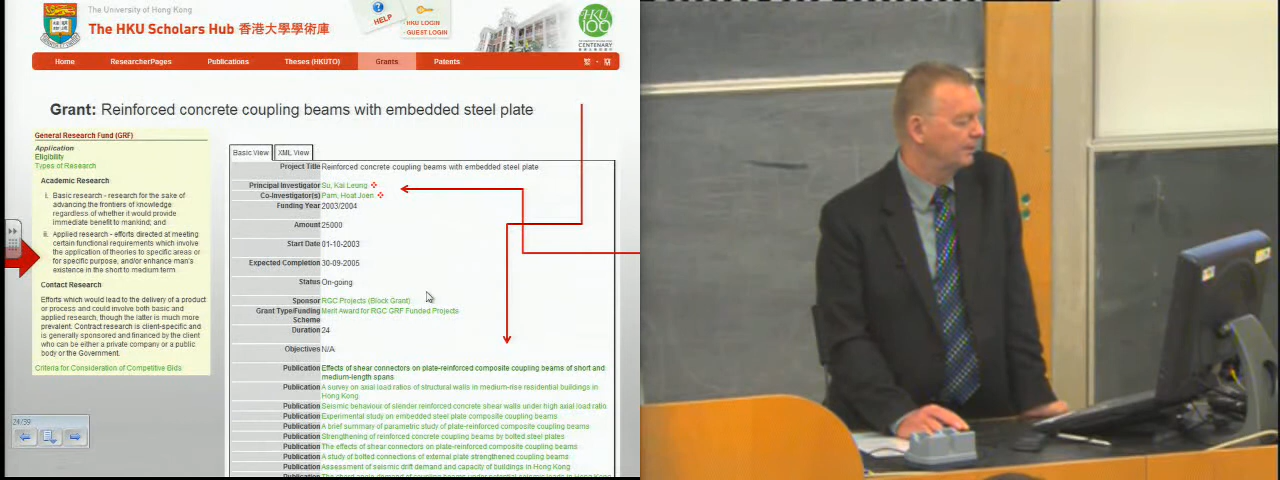 The University of Hong Kong
The HKU Scholars Hub 香港大學學術庫
HELP
HKU LOGIN
GUEST LOGIN
HKU
100
CENTENARY
Home
ResearcherPages
Publications
Theses (HKUTO)
Grants
Patents
Grant: Reinforced concrete coupling beams with embedded steel plate
General Research Fund (GRF)
Application
Eligibility
Types of Research
Academic Research
i. Basic research - research for the sake of
advancing the frontiers of knowledge
regardless of whether it would provide
immediate benefit to mankind; and
ii. Applied research - efforts directed at meeting
certain functional requirements which involve
the application of theories to specific areas or
for specific purpose, and/or enhance man's
existence in the short to medium term.
Contact Research
Efforts which would lead to the delivery of a product
or process and could involve both basic and
applied research, though the latter is much more
prevalent. Contract research is client-specific and
is generally sponsored and financed by the client
who can be either a private company or a public
body or the Government.
Criteria for Consideration of Competitive Bids
24/39
Basic View
XML View
Project Title Reinforced concrete coupling beams with embedded steel plate
Principal Investigator Su, Kai Leung
Co-Investigator(s) Pam, Hoat Joen
Funding Year 2003/2004
Amount 25000
Start Date 01-10-2003
Expected Completion 30-09-2005
Status On-going
Sponsor RGC Projects (Block Grant)
Grant Type/Funding Merit Award for RGC GRF Funded Projects
Scheme
Duration 24
Objectives N/A
Publication Effects of shear connectors on plate-reinforced composite coupling beams of short and
medium-length spans
Publication A survey on axial load ratios of structural walls in medium-rise residential buildings in
Hong Kong
Publication Seismic behaviour of slender reinforced concrete shear walls under high axial load ratio
Publication Experimental study on embedded steel plate composite coupling beams
Publication A brief summary of parametric study of plate-reinforced composite coupling beams
Publication Strengthening of reinforced concrete coupling beams by bolted steel plates
Publication The effects of shear connectors on plate-reinforced composite coupling beams
Publication A study of bolted connections of external plate strengthened coupling beams
Publication Assessment of seismic drift demand and capacity of buildings in Hong Kong